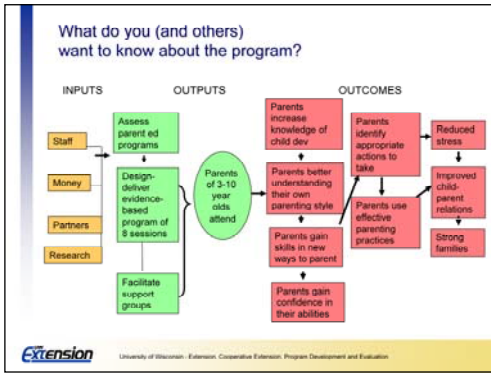 What do you (and others)
want to know about the program?
INPUTS
OUTPUTS
OUTCOMES
Staff
Money
Partners
Research
Assess
parent ed
programs
Design-
deliver
evidence-
based
program of
8 sessions
Facilitate
support
groups
Parents
of 3-10
year
olds
attend
Parents
increase
knowledge of
child dev
Parents better
understanding
their own
parenting style
Parents gain
skills in new
ways to parent
Parents gain
confidence in
their abilities
Parents
identify
appropriate
actions to
take
Parents use
effective
parenting
practices
Reduced
stress
Improved
child-
parent
relations
Strong
families
Extension
University of Wisconsin - Extension, Cooperative Extension, Program Development and Evaluation